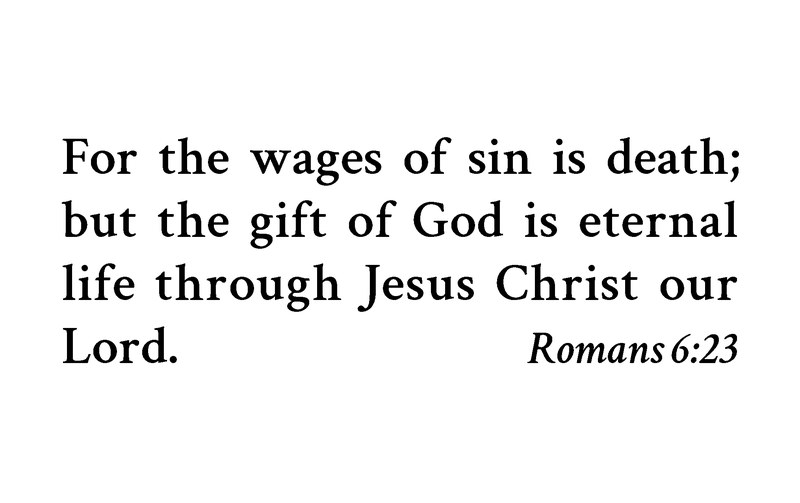 For the wages of sin is death;
but the gift of God is eternal
life through Jesus Christ our
Lord. Romans 6:23